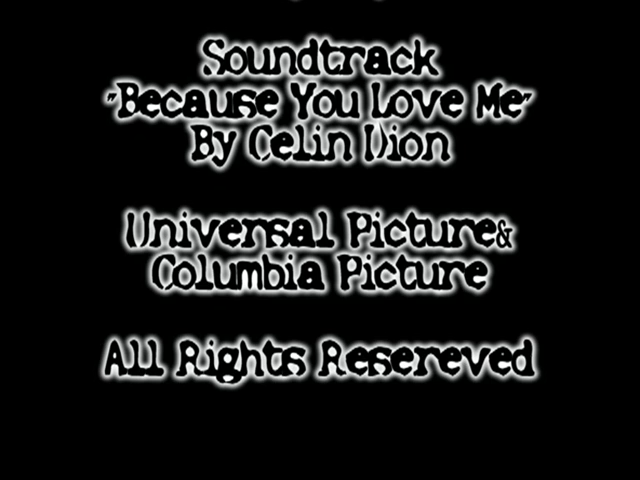 Soundtrack
"Because You Love Me"
By Celin Dion
Universal Picture&
Columbia Picture
All Rights Resereved